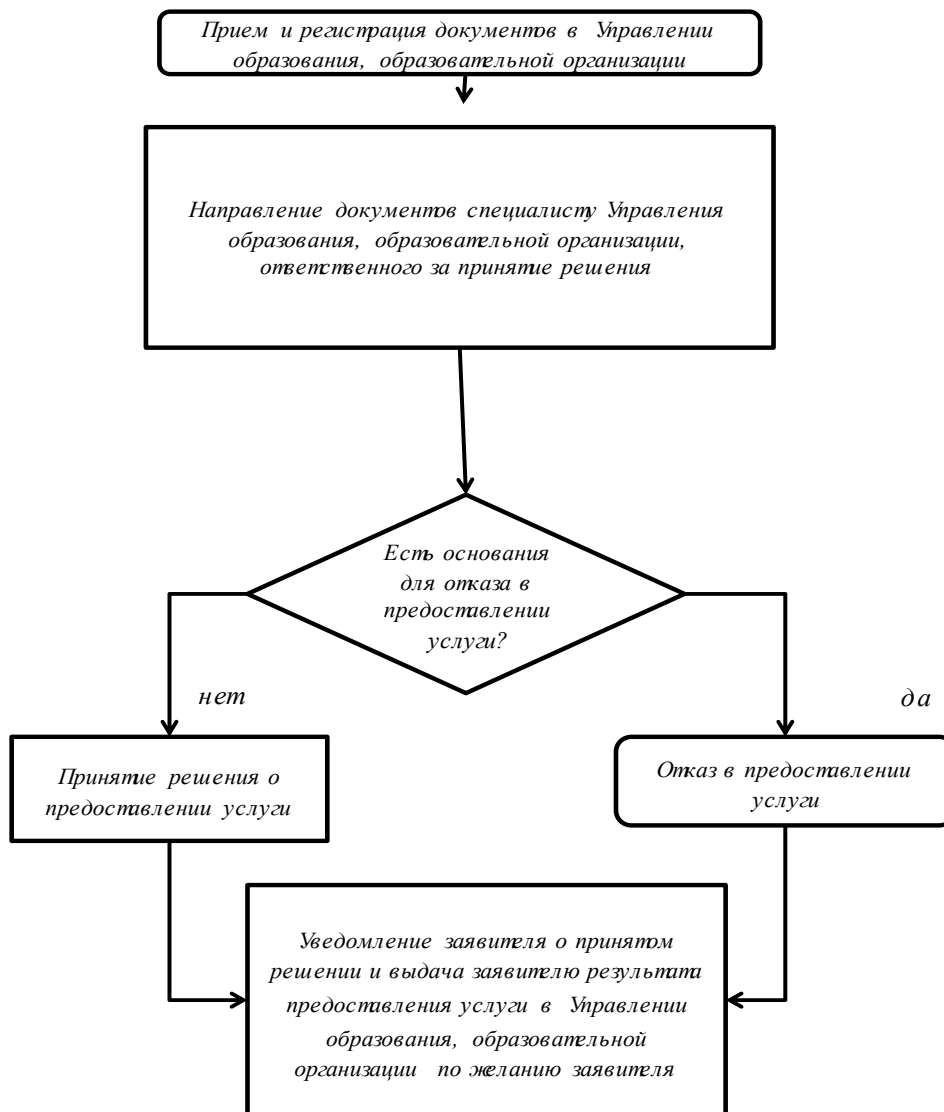 Прием и регистрация документов в Управлении
образования, образовательной организации
Направление документов специалисту Управления
образования, образовательной организации,
ответственного за принятие решения
Есть основания
для отказа в
предоставлении
услуги?
нет
да
Принятие решения о
предоставлении услуги
Отказ в предоставлении
услуги
Уведомление заявителя о принятом
решении и выдача заявителю результата
предоставления услуги в Управлении
образования, образовательной
организации по желанию заявителя